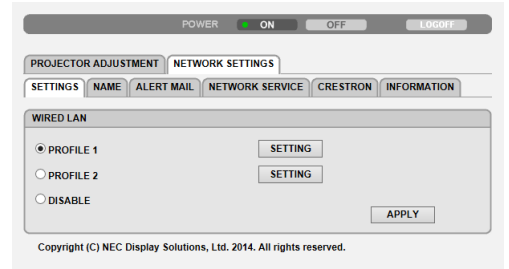 POWER ON OFF LOGOFF
PROJECTOR ADJUSTMENT NETWORK SETTINGS
SETTINGS NAME ALERT MAIL NETWORK SERVICE CRESTRON INFORMATION
WIRED LAN
PROFILE 1 SETTING
PROFILE 2 SETTING
DISABLE
APPLY
Copyright (C) NEC Display Solutions, Ltd. 2014. All rights reserved.